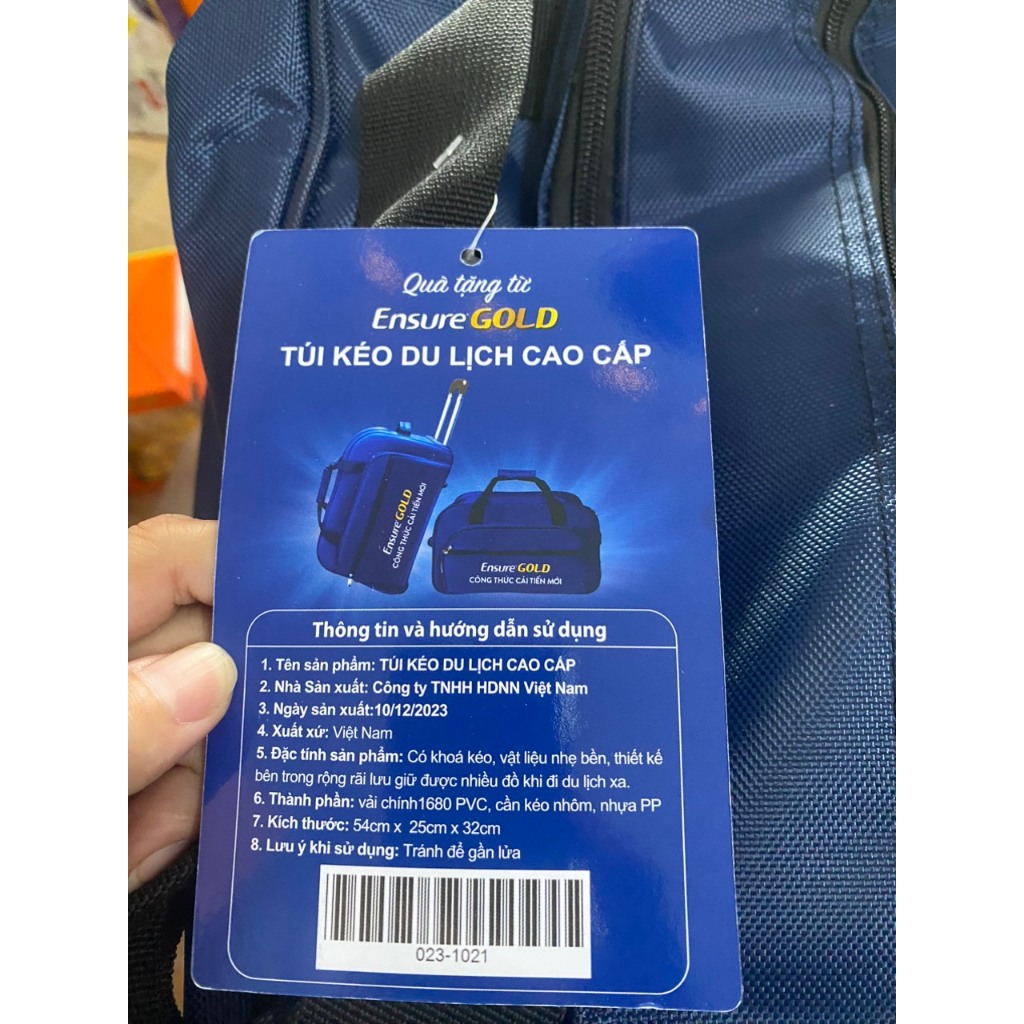 Quà tặng từ
Ensure GOLD
TÚI KÉO DU LỊCH CAO CẤP
Ensure GOLD
CÔNG THỨC CẢI TIẾN MỚI
Ensure GOLD
CÔNG THỨC CẢI TIẾN MỚI
Thông tin và hướng dẫn sử dụng
1. Tên sản phẩm: TÚI KÉO DU LỊCH CAO CẤP
2. Nhà Sản xuất: Công ty TNHH HDNN Việt Nam
3. Ngày sản xuất:10/12/2023
4. Xuất xứ: Việt Nam
5. Đặc tính sản phẩm: Có khoá kéo, vật liệu nhẹ bền, thiết kế
bên trong rộng rãi lưu giữ được nhiều đồ khi đi du lịch xa.
6. Thành phần: vải chính1680 PVC, cần kéo nhôm, nhựa PP
7. Kích thước: 54cm x 25cm x 32cm
8. Lưu ý khi sử dụng: Tránh để gần lửa
023-1021